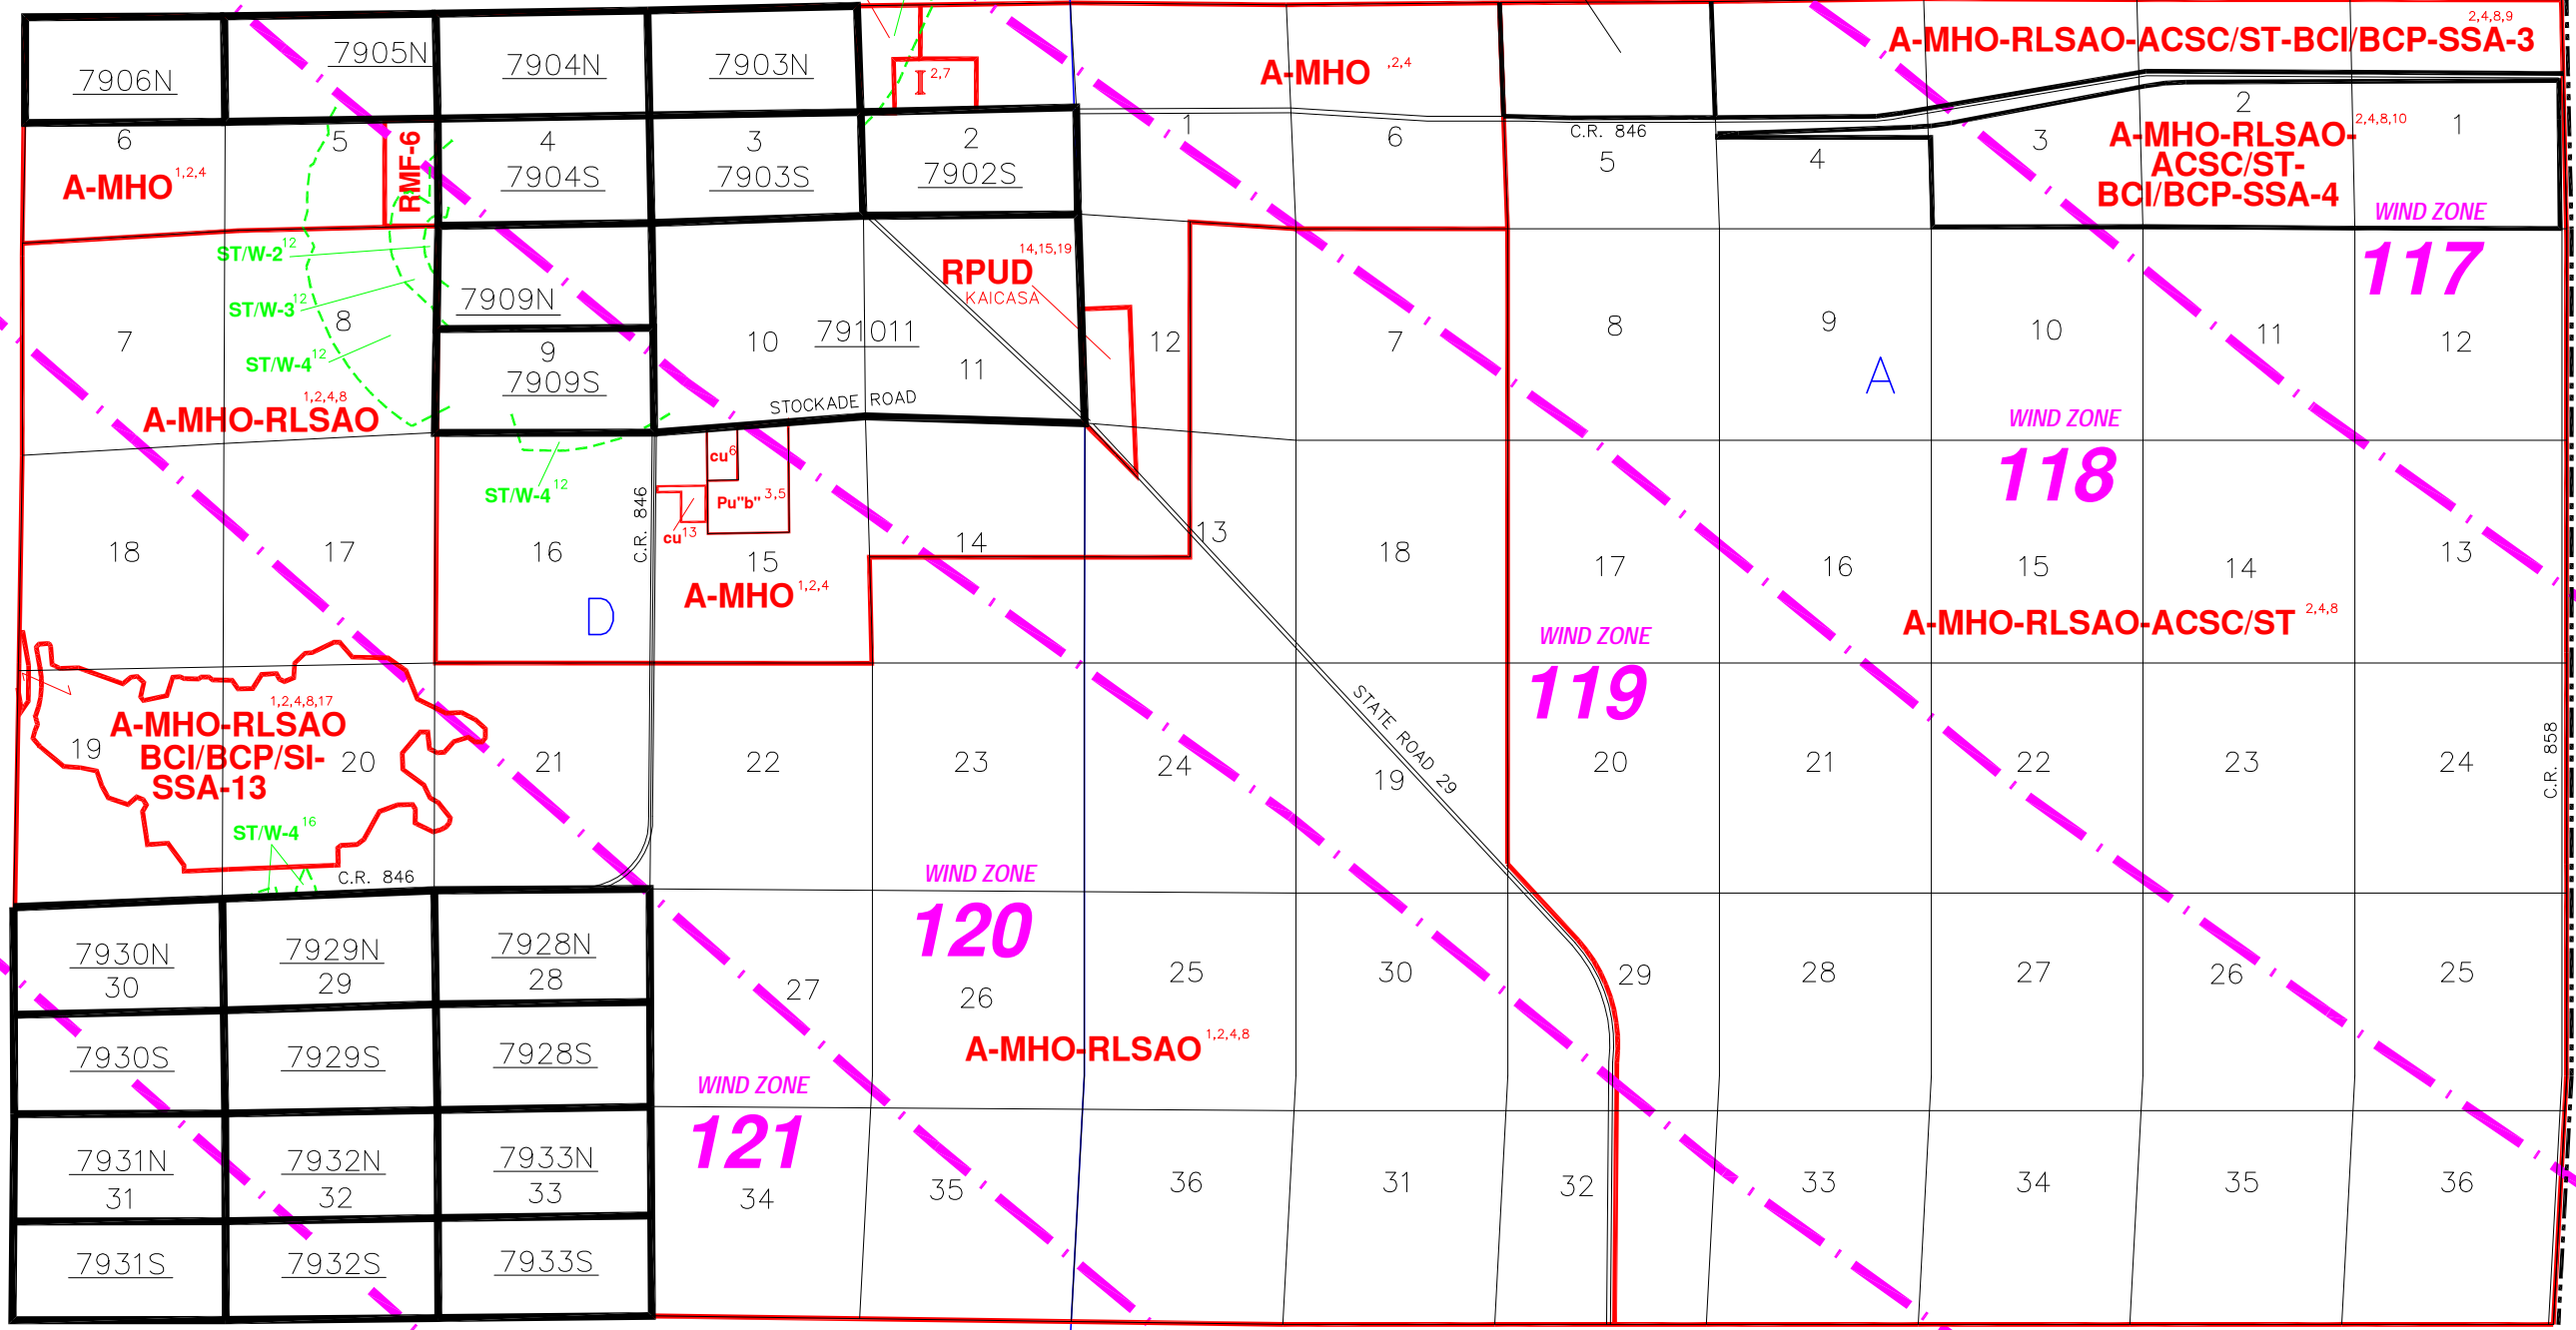 2,4,8,9
A-MHO-RLSAO-ACSC/ST-BCI/BCP-SSA-3
7906N
7905N
7904N
7903N
I 2,7
A-MHO ,2,4
C.R. 846
6
5
RMF-6
4
7904S
3
7903S
2
7902S
1
6
5
4
3
2
1
A-MHO-RLSAO- 2,4,8,10
ACSC/ST-
BCI/BCP-SSA-4
A-MHO 1,2,4
WIND ZONE
117
ST/W-2 12
ST/W-3 12
ST/W-4 12
7
8
7909N
9
7909S
10
791011
11
14,15,19
RPUD
KAICASA
12
7
8
9
10
11
12
A
STOCKADE ROAD
1,2,4,8
A-MHO-RLSAO
WIND ZONE
118
ST/W-4 12
cu 6
Pu"b" 3,5
cu 13
C.R. 846
18
17
16
15
14
13
18
17
16
15
14
13
A-MHO 1,2,4
D
A-MHO-RLSAO-ACSC/ST 2,4,8
WIND ZONE
119
STATE ROAD 29
C.R. 858
1,2,4,8,17
A-MHO-RLSAO
BCI/BCP/SI-
SSA-13
19
20
21
22
23
24
19
20
21
22
23
24
ST/W-4 16
C.R. 846
WIND ZONE
120
7930N
30
7929N
29
7928N
28
27
26
25
30
29
28
27
26
25
7930S
7929S
7928S
A-MHO-RLSAO 1,2,4,8
WIND ZONE
121
7931N
31
7932N
32
7933N
33
34
35
36
31
32
33
34
35
36
7931S
7932S
7933S